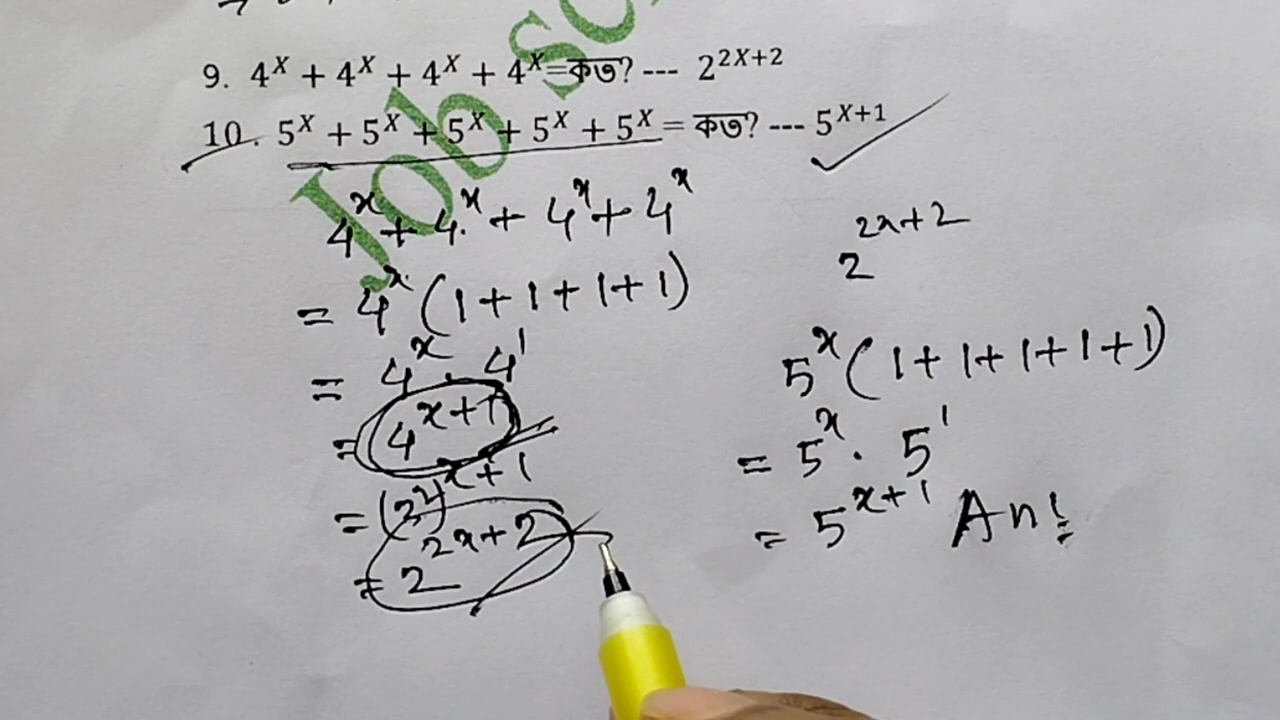 9. 4^X + 4^X + 4^X + 4^X = কত? --- 2^{2X+2}
10. 5^X + 5^X + 5^X + 5^X + 5^X = কত? --- 5^{X+1}
4^x + 4^x + 4^x + 4^x
= 4^x (1+1+1+1)
= 4^x . 4^1
= 4^{x+1}
= (2^2)^{x+1}
= 2^{2x+2}
2^{2x+2}
5^x (1+1+1+1+1)
= 5^x . 5^1
= 5^{x+1} An:
Job